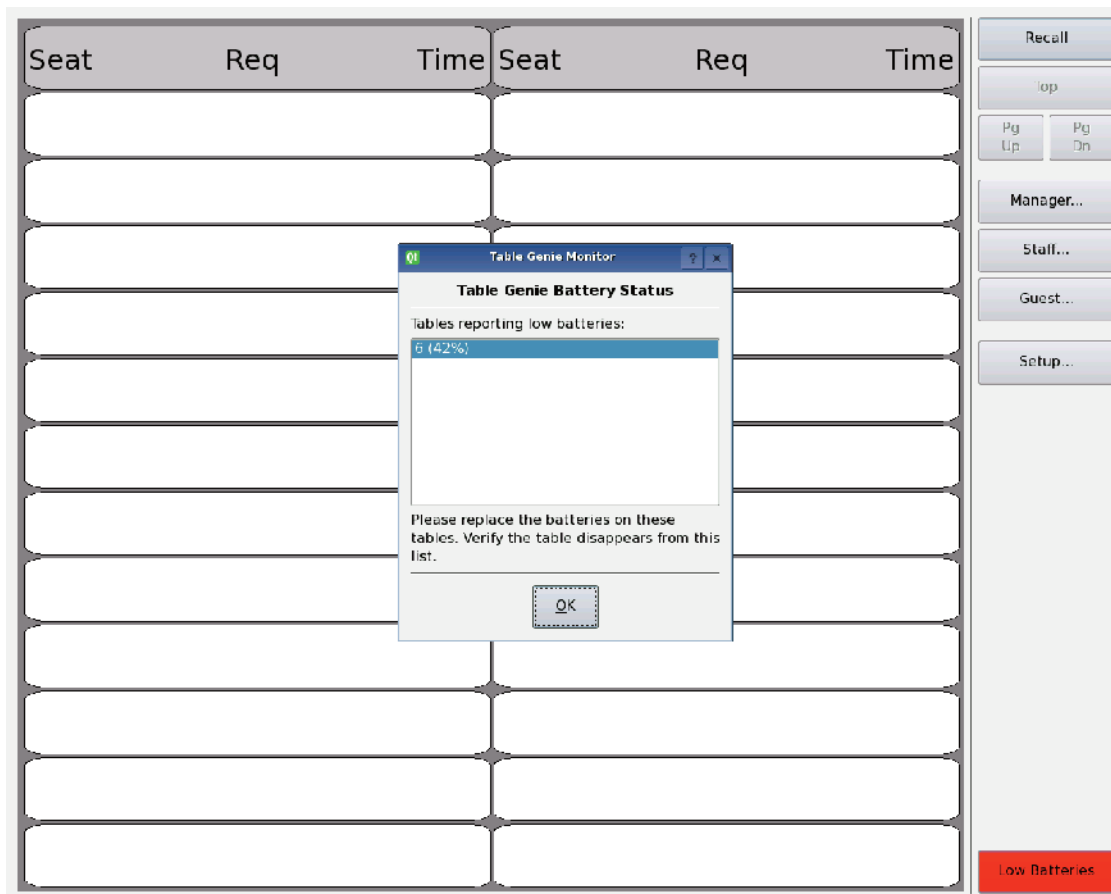 Seat Req Time Seat Req Time
Recall
Top
Pg Up Pg Dn
Manager...
Staff...
Guest...
Setup...
Table Genie Monitor
Table Genie Battery Status
Tables reporting low batteries:
6 (42%)
Please replace the batteries on these
tables. Verify the table disappears from this
list.
OK
Low Batteries